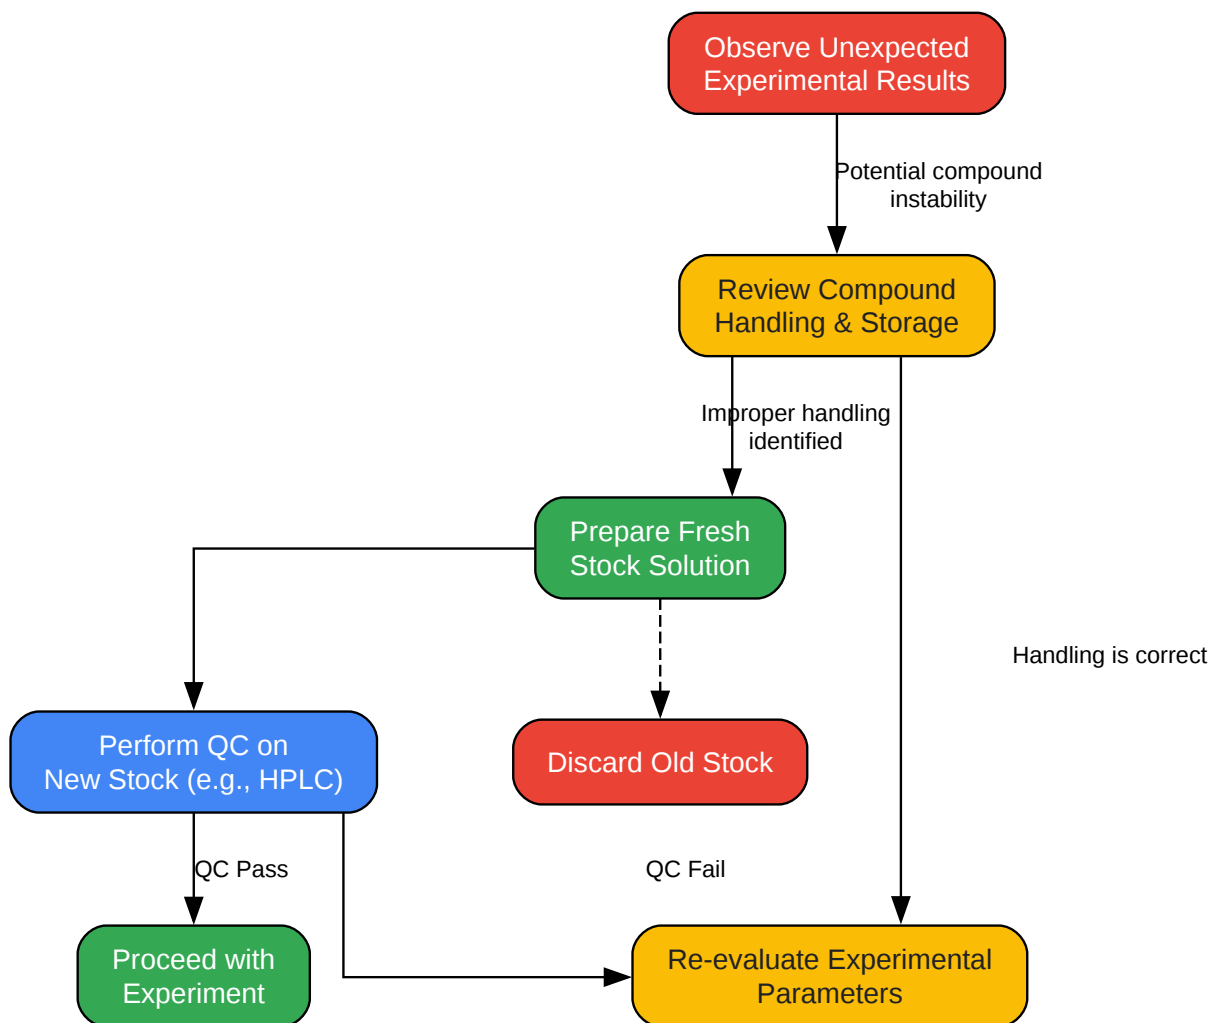 Observe Unexpected
Experimental Results
Potential compound
instability
Review Compound
Handling & Storage
Improper handling
identified
Prepare Fresh
Stock Solution
Handling is correct
Perform QC on
New Stock (e.g., HPLC)
Discard Old Stock
QC Pass
QC Fail
Proceed with
Experiment
Re-evaluate Experimental
Parameters